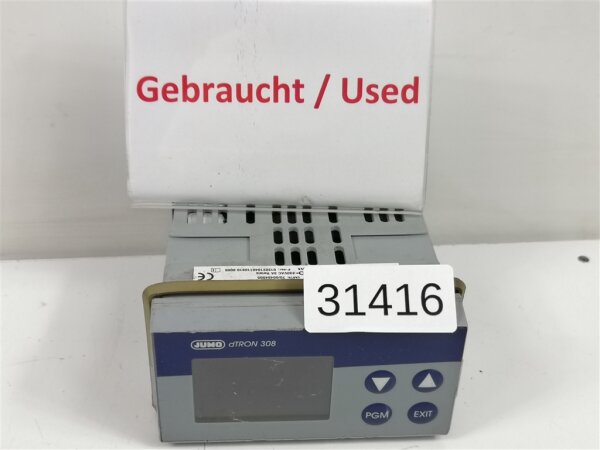 Gebraucht / Used
31416
JUMO dTRON 308
PGM
EXIT